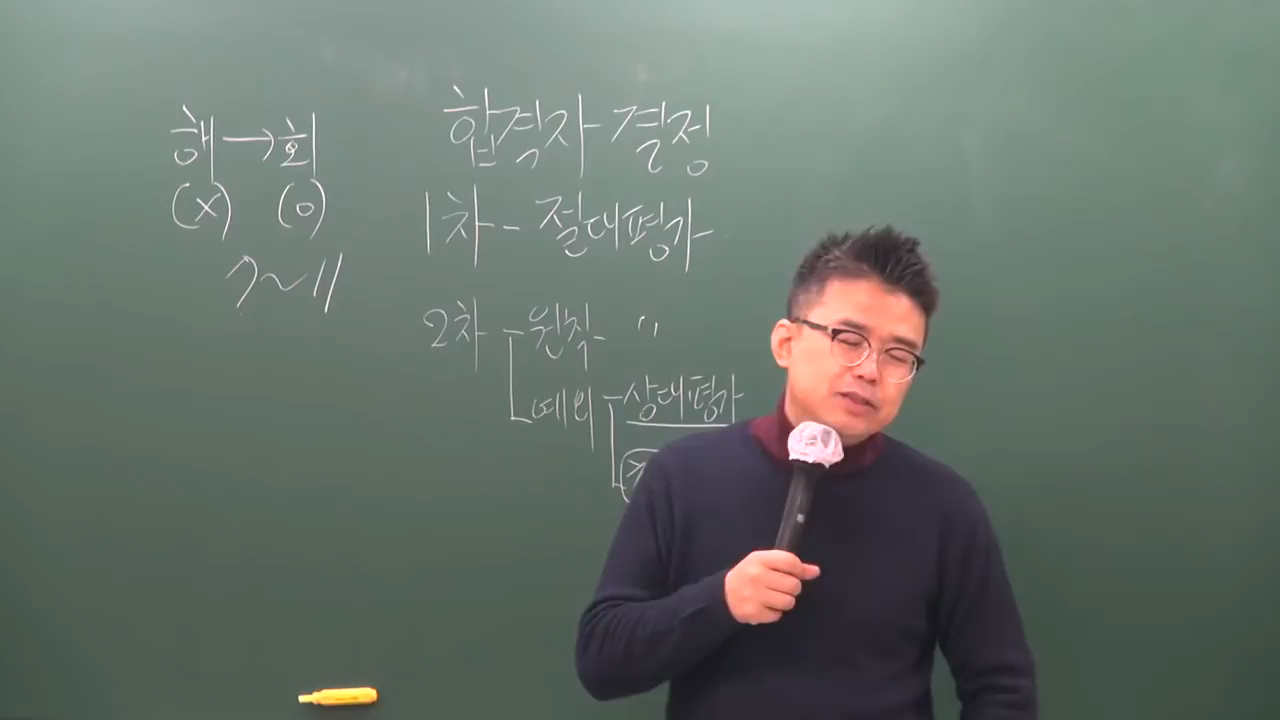 해→회
(X) (O)
7~11
합격자 결정
1차 - 절대평가
2차 - 원칙 - "
예외 - 상대평가